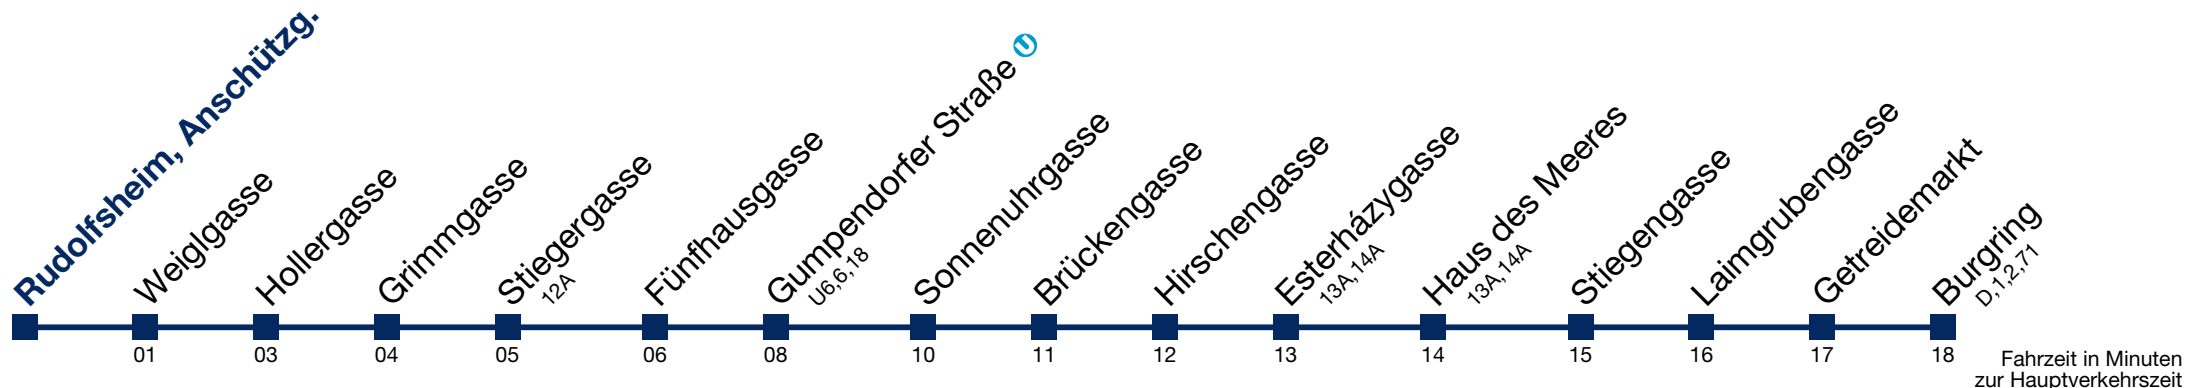 Rudolfsheim, Anschützg.
Weiglgasse
Hollergasse
Grimmgasse
Stiegergasse
12A
Fünfhausgasse
Gumpendorfer Straße
U6,6,18
Sonnenuhrgasse
Brückengasse
Hirschengasse
Esterházygasse
13A,14A
Haus des Meeres
13A,14A
Stiegengasse
Laimgrubengasse
Getreidemarkt
Burgring
D,1,2,71
01 03 04 05 06 08 10 11 12 13 14 15 16 17 18
Fahrzeit in Minuten
zur Hauptverkehrszeit